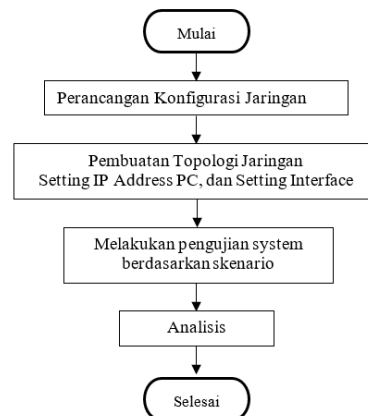 Mulai
Perancangan Konfigurasi Jaringan
Pembuatan Topologi Jaringan
Setting IP Address PC, dan Setting Interface
Melakukan pengujian system
berdasarkan skenario
Analisis
Selesai